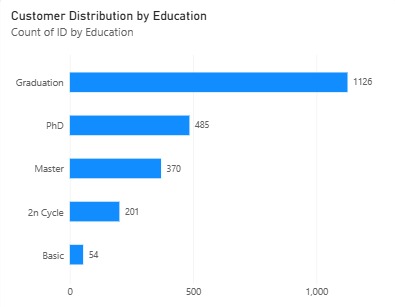 Customer Distribution by Education
Count of ID by Education
Graduation 1126
PhD 485
Master 370
2n Cycle 201
Basic 54
0 500 1,000